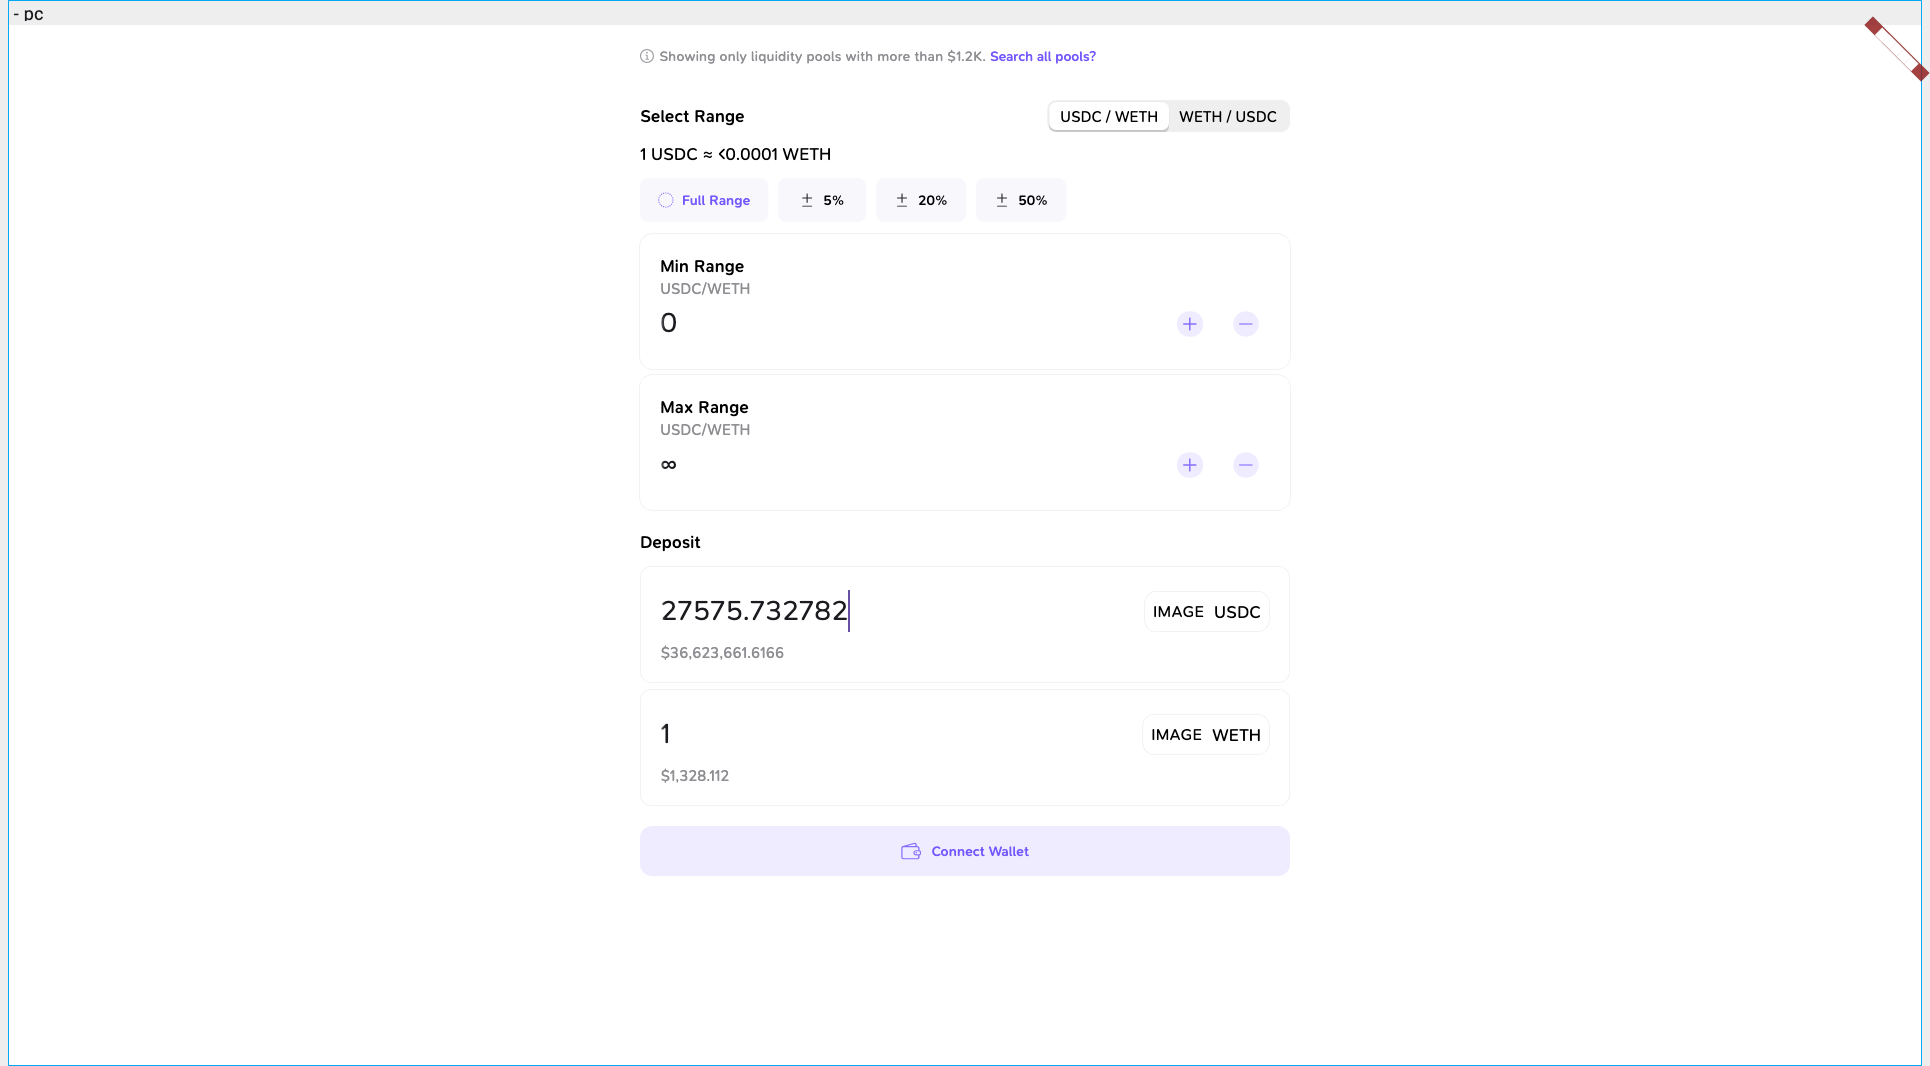 - pc
Showing only liquidity pools with more than $1.2K. Search all pools?
Select Range
USDC / WETH WETH / USDC
1 USDC ≈ <0.0001 WETH
Full Range ± 5% ± 20% ± 50%
Min Range
USDC/WETH
0
Max Range
USDC/WETH
∞
Deposit
27575.732782 IMAGE USDC
$36,623,661.6166
1 IMAGE WETH
$1,328.112
Connect Wallet